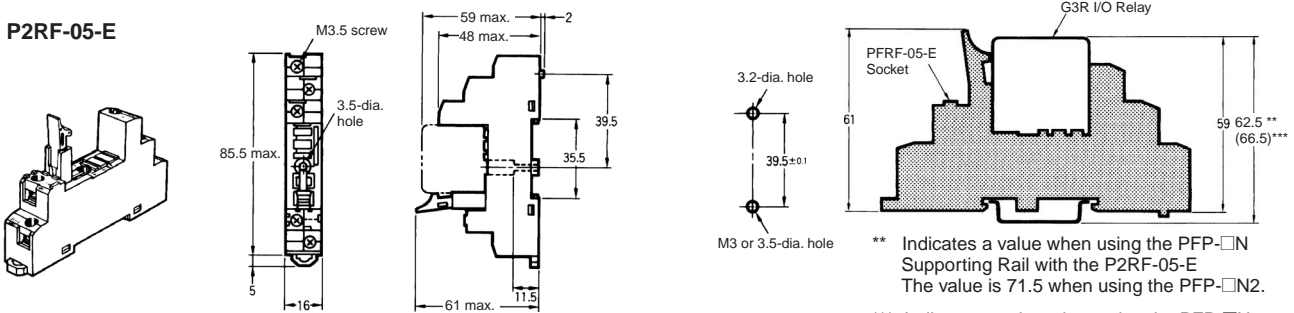 P2RF-05-E
M3.5 screw
3.5-dia.
hole
85.5 max.
5
16
59 max.
2
48 max.
39.5
35.5
11.5
61 max.
3.2-dia. hole
39.5±0.1
M3 or 3.5-dia. hole
G3R I/O Relay
PFRF-05-E
Socket
61
59
62.5 **
(66.5)***
** Indicates a value when using the PFP-□N
Supporting Rail with the P2RF-05-E
The value is 71.5 when using the PFP-□N2.